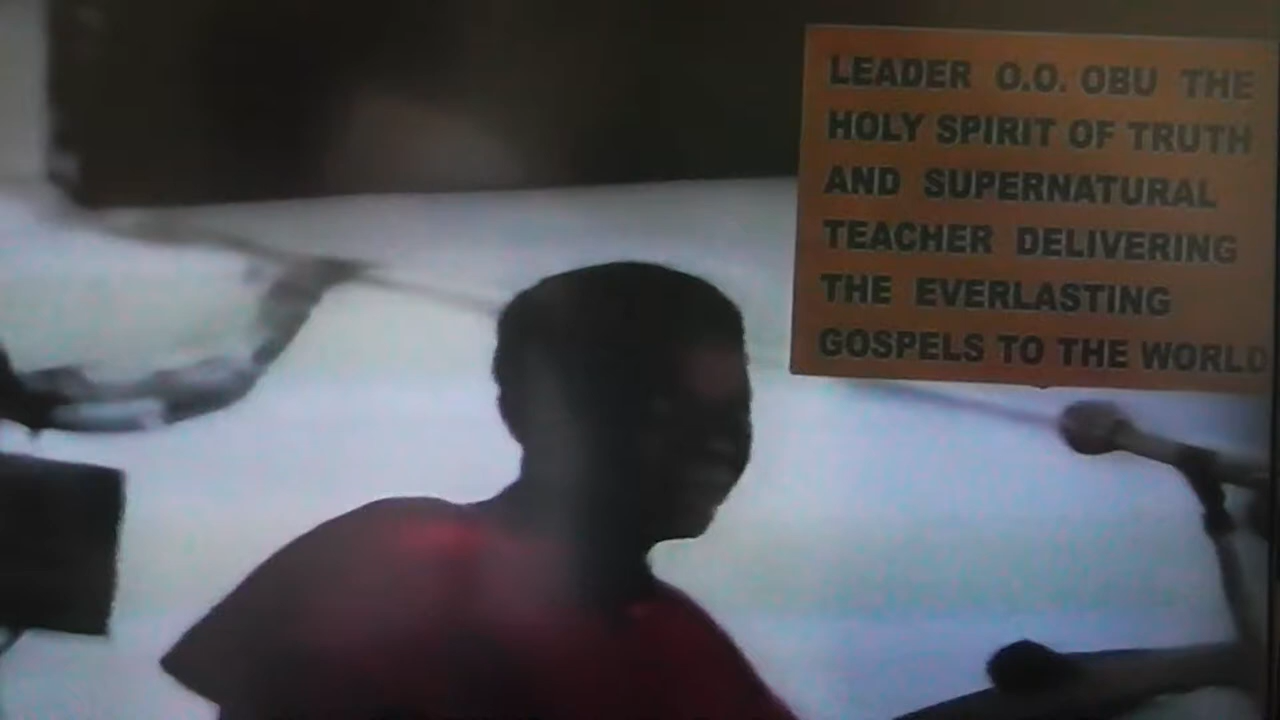 LEADER O.O. OBU THE
HOLY SPIRIT OF TRUTH
AND SUPERNATURAL
TEACHER DELIVERING
THE EVERLASTING
GOSPELS TO THE WORLD